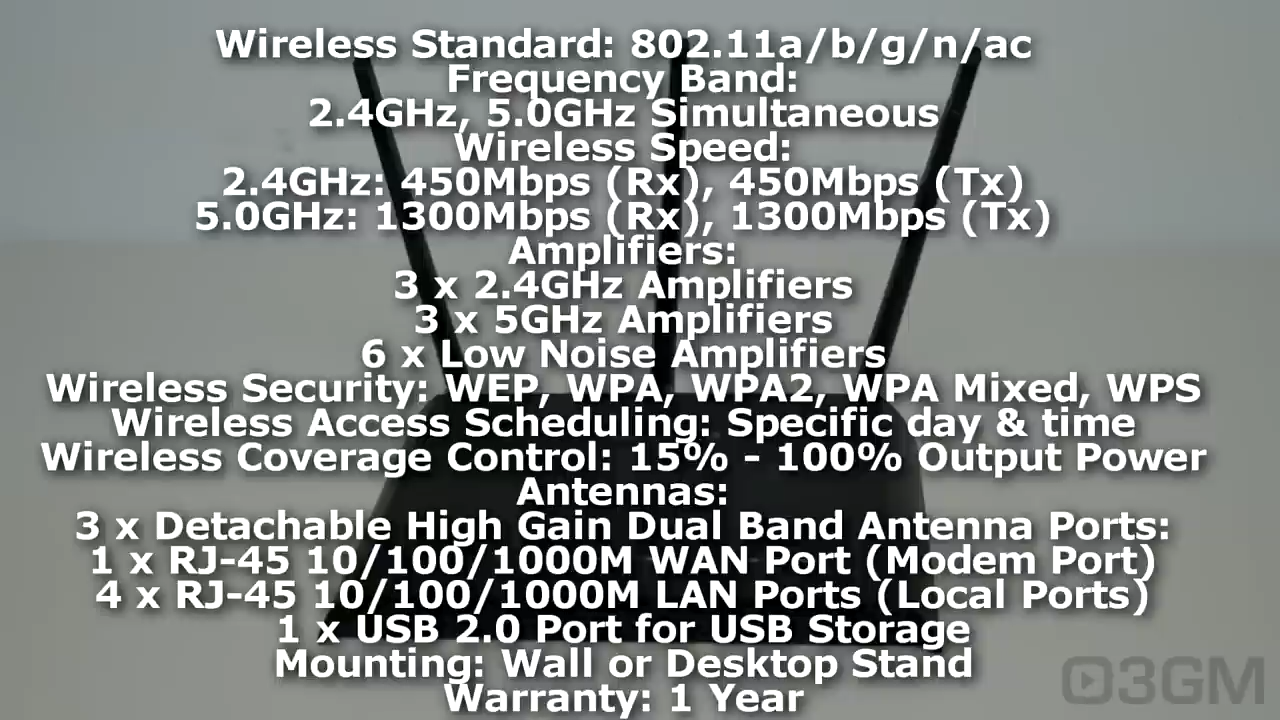 Wireless Standard: 802.11a/b/g/n/ac
Frequency Band:
2.4GHz, 5.0GHz Simultaneous
Wireless Speed:
2.4GHz: 450Mbps (Rx), 450Mbps (Tx)
5.0GHz: 1300Mbps (Rx), 1300Mbps (Tx)
Amplifiers:
3 x 2.4GHz Amplifiers
3 x 5GHz Amplifiers
6 x Low Noise Amplifiers
Wireless Security: WEP, WPA, WPA2, WPA Mixed, WPS
Wireless Access Scheduling: Specific day & time
Wireless Coverage Control: 15% - 100% Output Power
Antennas:
3 x Detachable High Gain Dual Band Antenna Ports:
1 x RJ-45 10/100/1000M WAN Port (Modem Port)
4 x RJ-45 10/100/1000M LAN Ports (Local Ports)
1 x USB 2.0 Port for USB Storage
Mounting: Wall or Desktop Stand
Warranty: 1 Year
O3GM